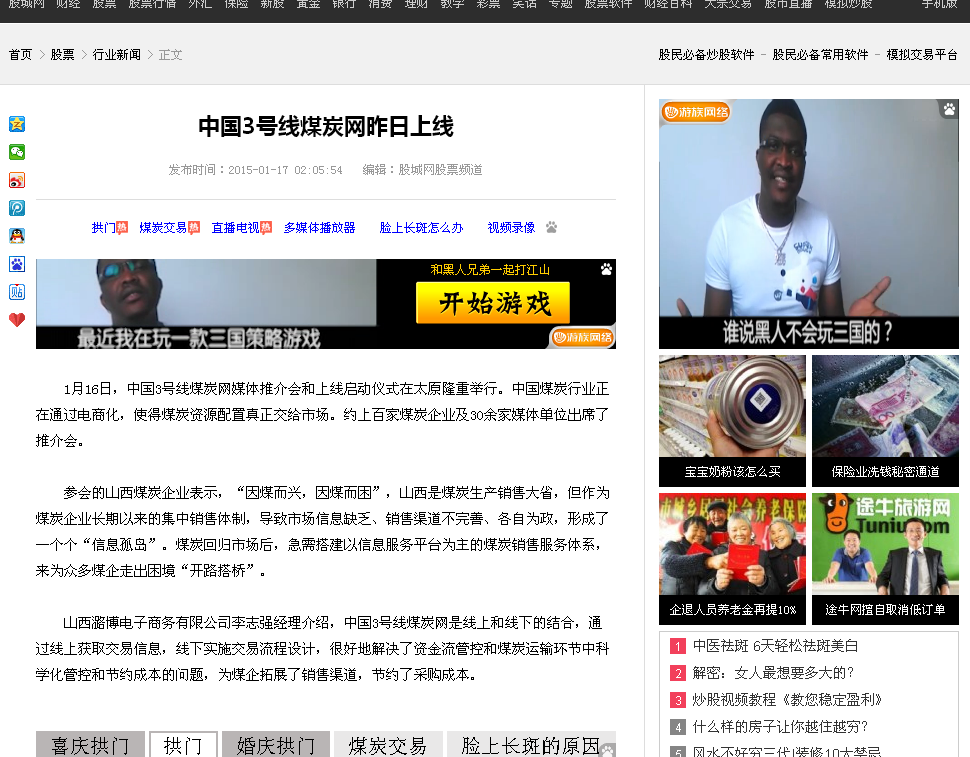 股城网 财经 股票 股票行情 外汇 保险 新股 黄金 银行 消费 理财 教学 彩票 笑话 专题 股票软件 财经百科 大宗交易 股市直播 模拟炒股 手机版
首页 > 股票 > 行业新闻 > 正文
股民必备炒股软件 - 股民必备常用软件 - 模拟交易平台
中国3号线煤炭网昨日上线
发布时间：2015-01-17 02:05:54 编辑：股城网股票频道
拱门热 煤炭交易热 直播电视热 多媒体播放器 脸上长斑怎么办 视频录像
最近我在玩一款三国策略游戏
和黑人兄弟一起打江山
开始游戏
游族网络
1月16日，中国3号线煤炭网媒体推介会和上线启动仪式在太原隆重举行。中国煤炭行业正
在通过电商化，使得煤炭资源配置真正交给市场。约上百家煤炭企业及30余家媒体单位出席了
推介会。
参会的山西煤炭企业表示，“因煤而兴，因煤而困”，山西是煤炭生产销售大省，但作为
煤炭企业长期以来的集中销售体制，导致市场信息缺乏、销售渠道不完善、各自为政，形成了
一个个“信息孤岛”。煤炭回归市场后，急需搭建以信息服务平台为主的煤炭销售服务体系，
来为众多煤企走出困境“开路搭桥”。
山西潞博电子商务有限公司李志强经理介绍，中国3号线煤炭网是线上和线下的结合，通
过线上获取交易信息，线下实施交易流程设计，很好地解决了资金流管控和煤炭运输环节中科
学化管控和节约成本的问题，为煤企拓展了销售渠道，节约了采购成本。
喜庆拱门 拱门 婚庆拱门 煤炭交易 脸上长斑的原因
贴
游族网络
谁说黑人不会玩三国的？
宝宝奶粉该怎么买
保险业洗钱秘密通道
企退人员养老金再提10%
途牛旅游网
Tuniu.com
途牛网擅自取消低订单
1 中医祛斑 6天轻松祛斑美白
2 解密：女人最想要多大的？
3 炒股视频教程《教您稳定盈利》
4 什么样的房子让你越住越穷？
5 风水不好穷三代!装修10大禁忌